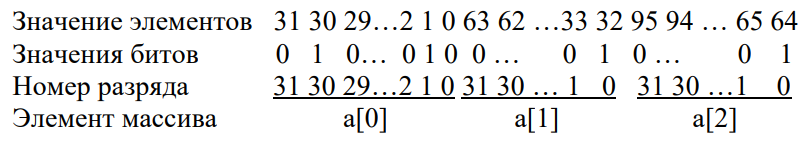 Значение элементов 31 30 29…2 1 0 63 62 …33 32 95 94 … 65 64
Значения битов 0 1 0… 0 1 0 0 … 0 1 0 … 0 1
Номер разряда 31 30 29…2 1 0 31 30 … 1 0 31 30 …1 0
Элемент массива a[0] a[1] a[2]